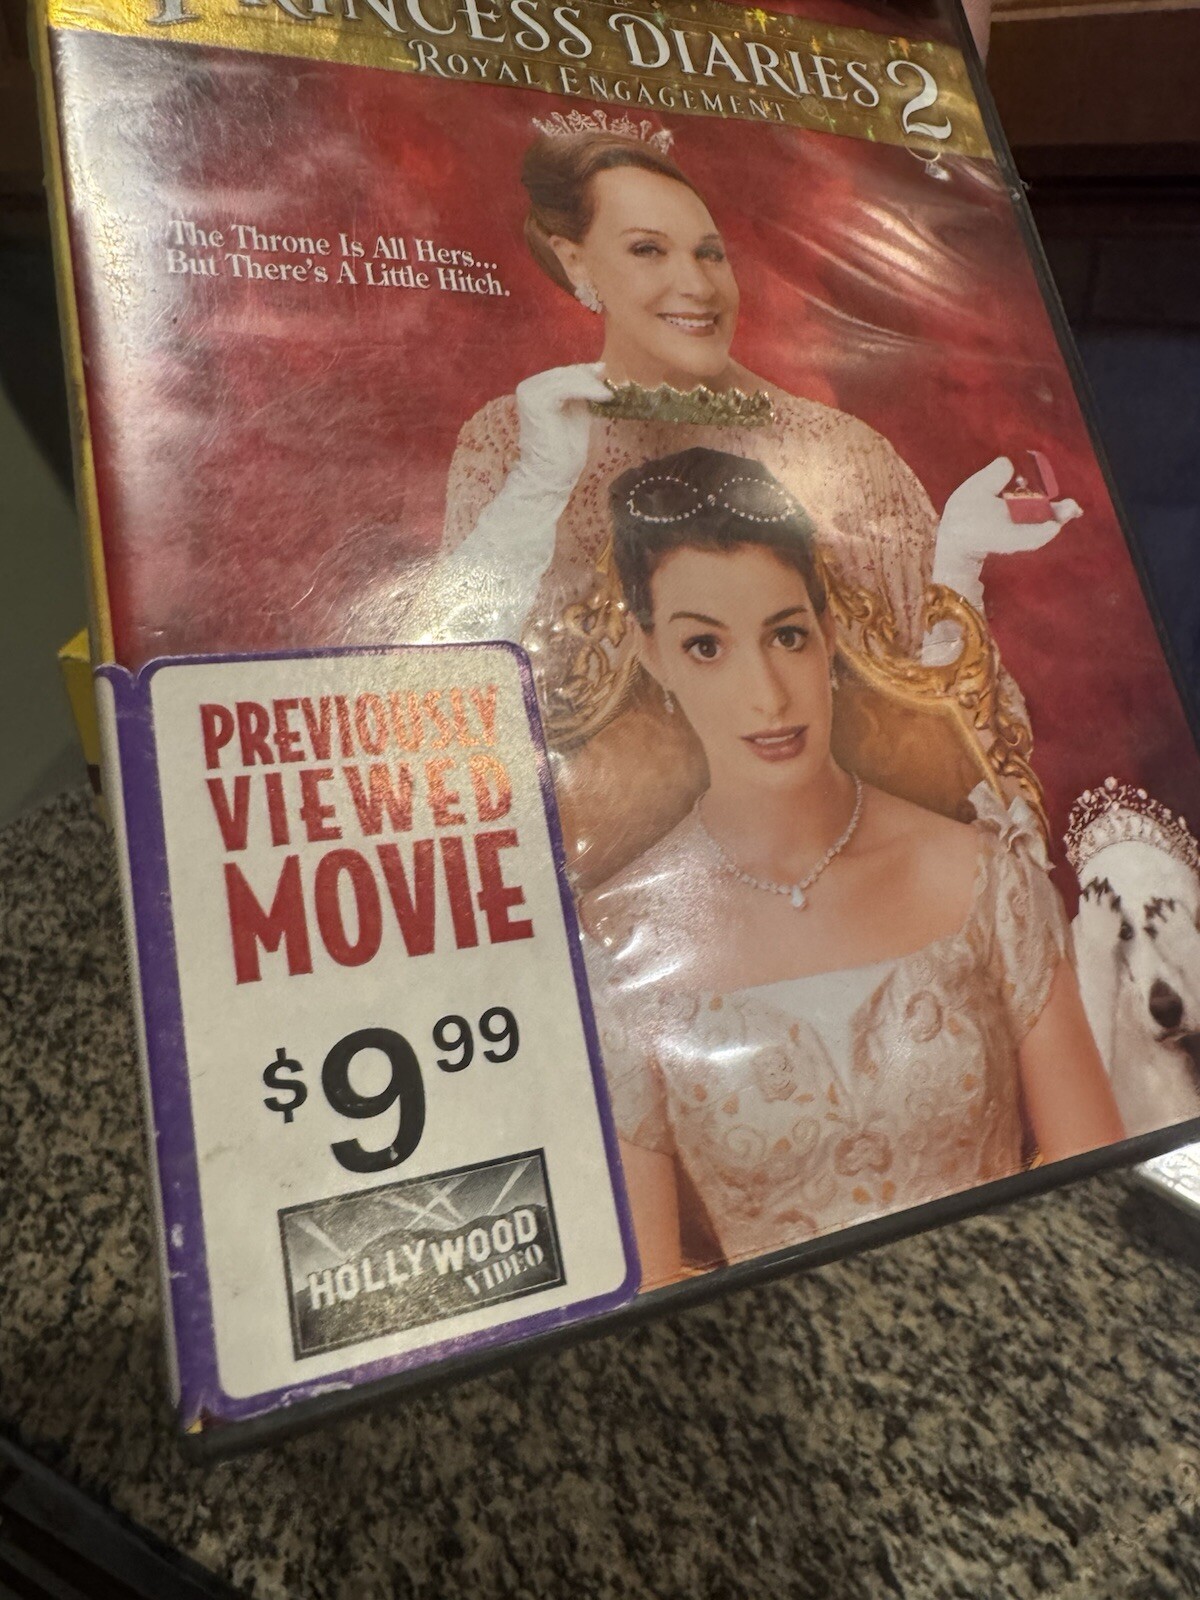 PRINCESS DIARIES 2
ROYAL ENGAGEMENT
The Throne Is All Hers...
But There's A Little Hitch.
PREVIOUSLY
VIEWED
MOVIE
$9 99
HOLLYWOOD
VIDEO